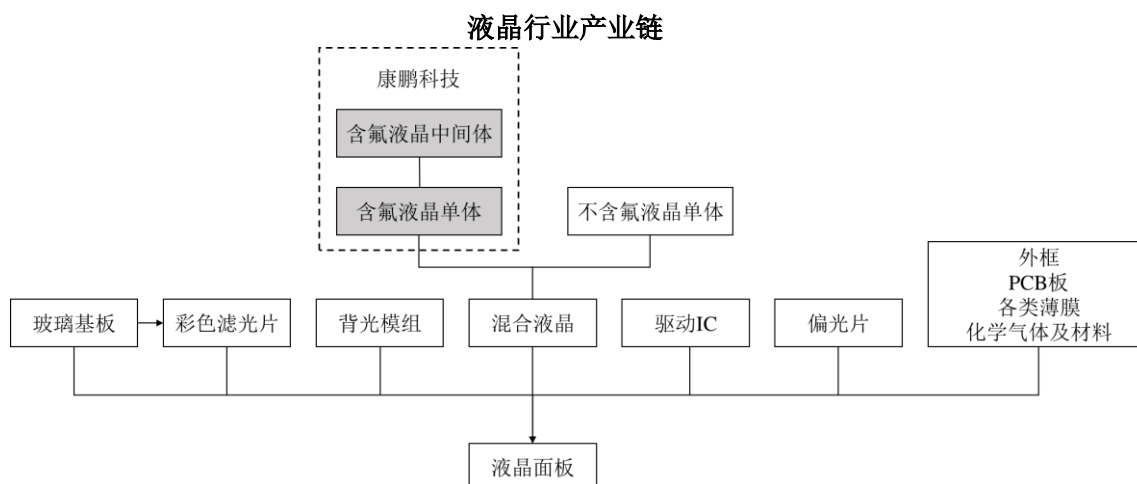 液晶行业产业链
康鹏科技
含氟液晶中间体
含氟液晶单体
不含氟液晶单体
玻璃基板
彩色滤光片
背光模组
混合液晶
驱动IC
偏光片
外框
PCB板
各类薄膜
化学气体及材料
液晶面板